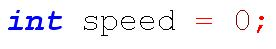 int speed = 0;